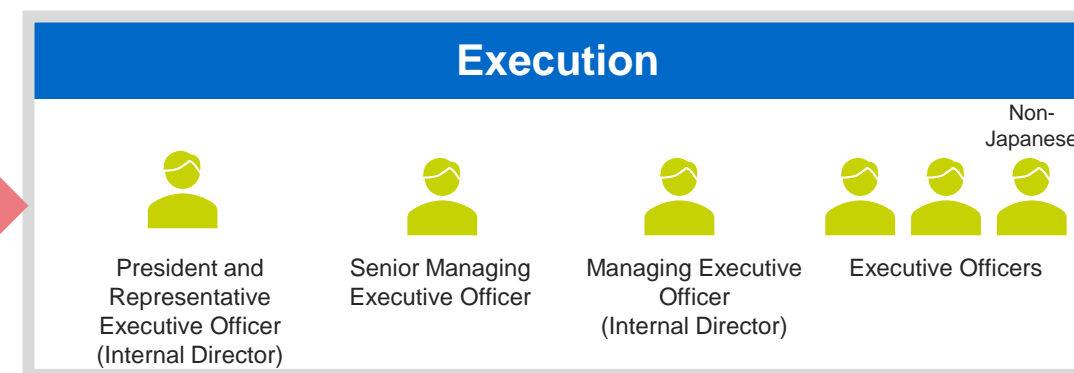 Execution
Non-
Japanese
President and
Representative
Executive Officer
(Internal Director)
Senior Managing
Executive Officer
Managing Executive
Officer
(Internal Director)
Executive Officers